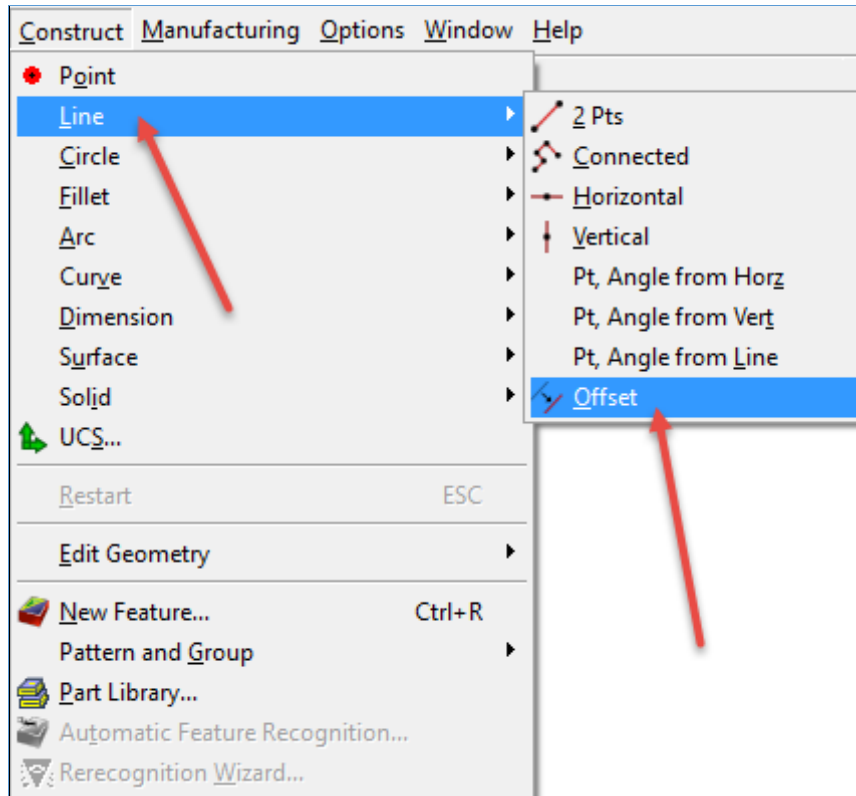 Construct Manufacturing Options Window Help
Point
Line
Circle
Fillet
Arc
Curve
Dimension
Surface
Solid
UCS...
Restart ESC
Edit Geometry
New Feature... Ctrl+R
Pattern and Group
Part Library...
Automatic Feature Recognition...
Rerecognition Wizard...
2 Pts
Connected
Horizontal
Vertical
Pt, Angle from Horz
Pt, Angle from Vert
Pt, Angle from Line
Offset